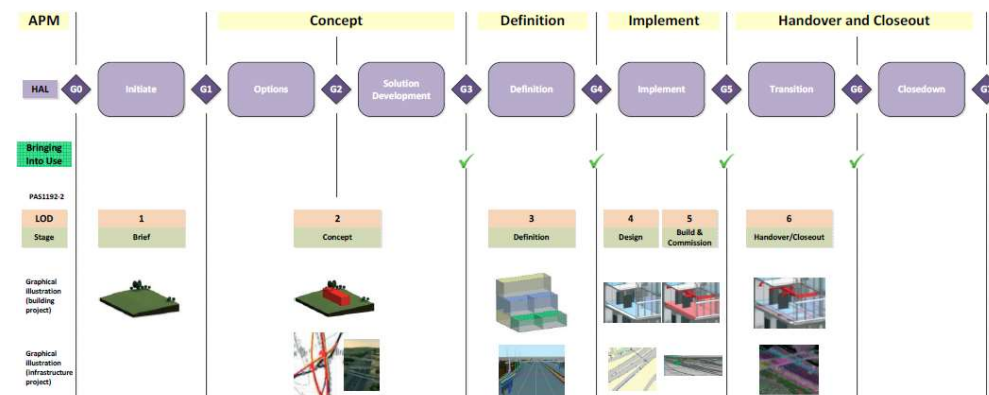 APM
Concept
Definition
Implement
Handover and Closeout
HAL
G0
Initiate
G1
Options
G2
Solution
Development
G3
Definition
G4
Implement
G5
Transition
G6
Closedown
G7
Bringing
Into Use
PAS1192-2
LOD
1
2
3
4
5
6
Stage
Brief
Concept
Definition
Design
Build &
Commission
Handover/Closeout
Graphical
illustration
(building
project)
Graphical
illustration
(infrastructure
project)